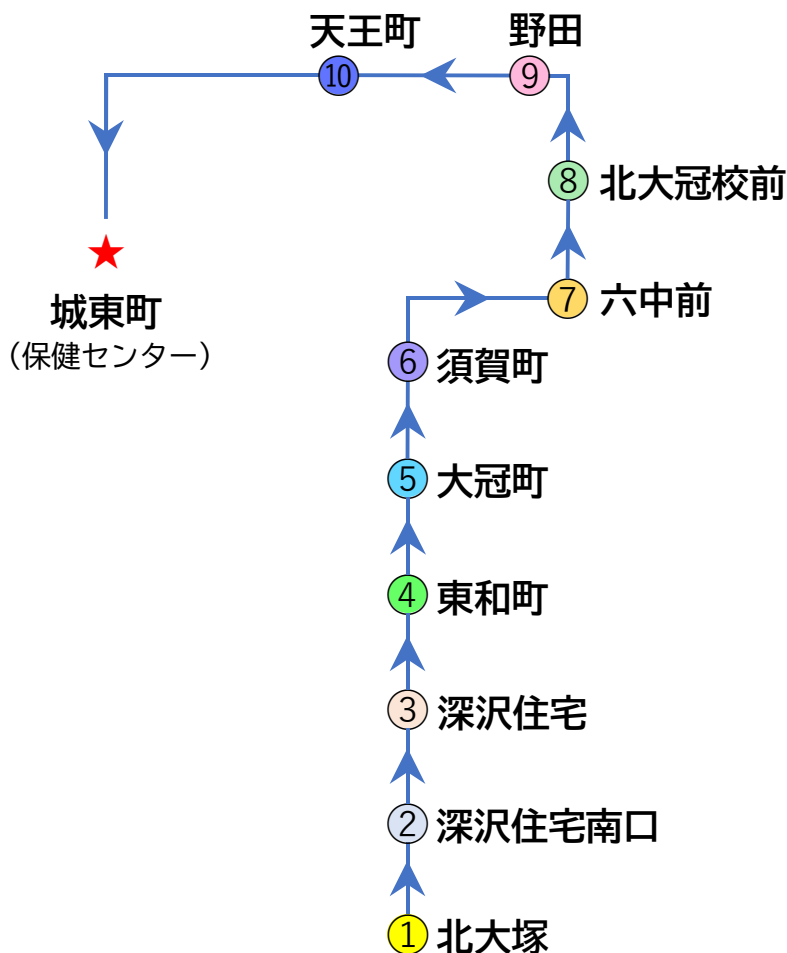 天王町
野田
⑩
⑨
⑧ 北大冠校前
⑦ 六中前
城東町
（保健センター）
⑥ 須賀町
⑤ 大冠町
④ 東和町
③ 深沢住宅
② 深沢住宅南口
① 北大塚